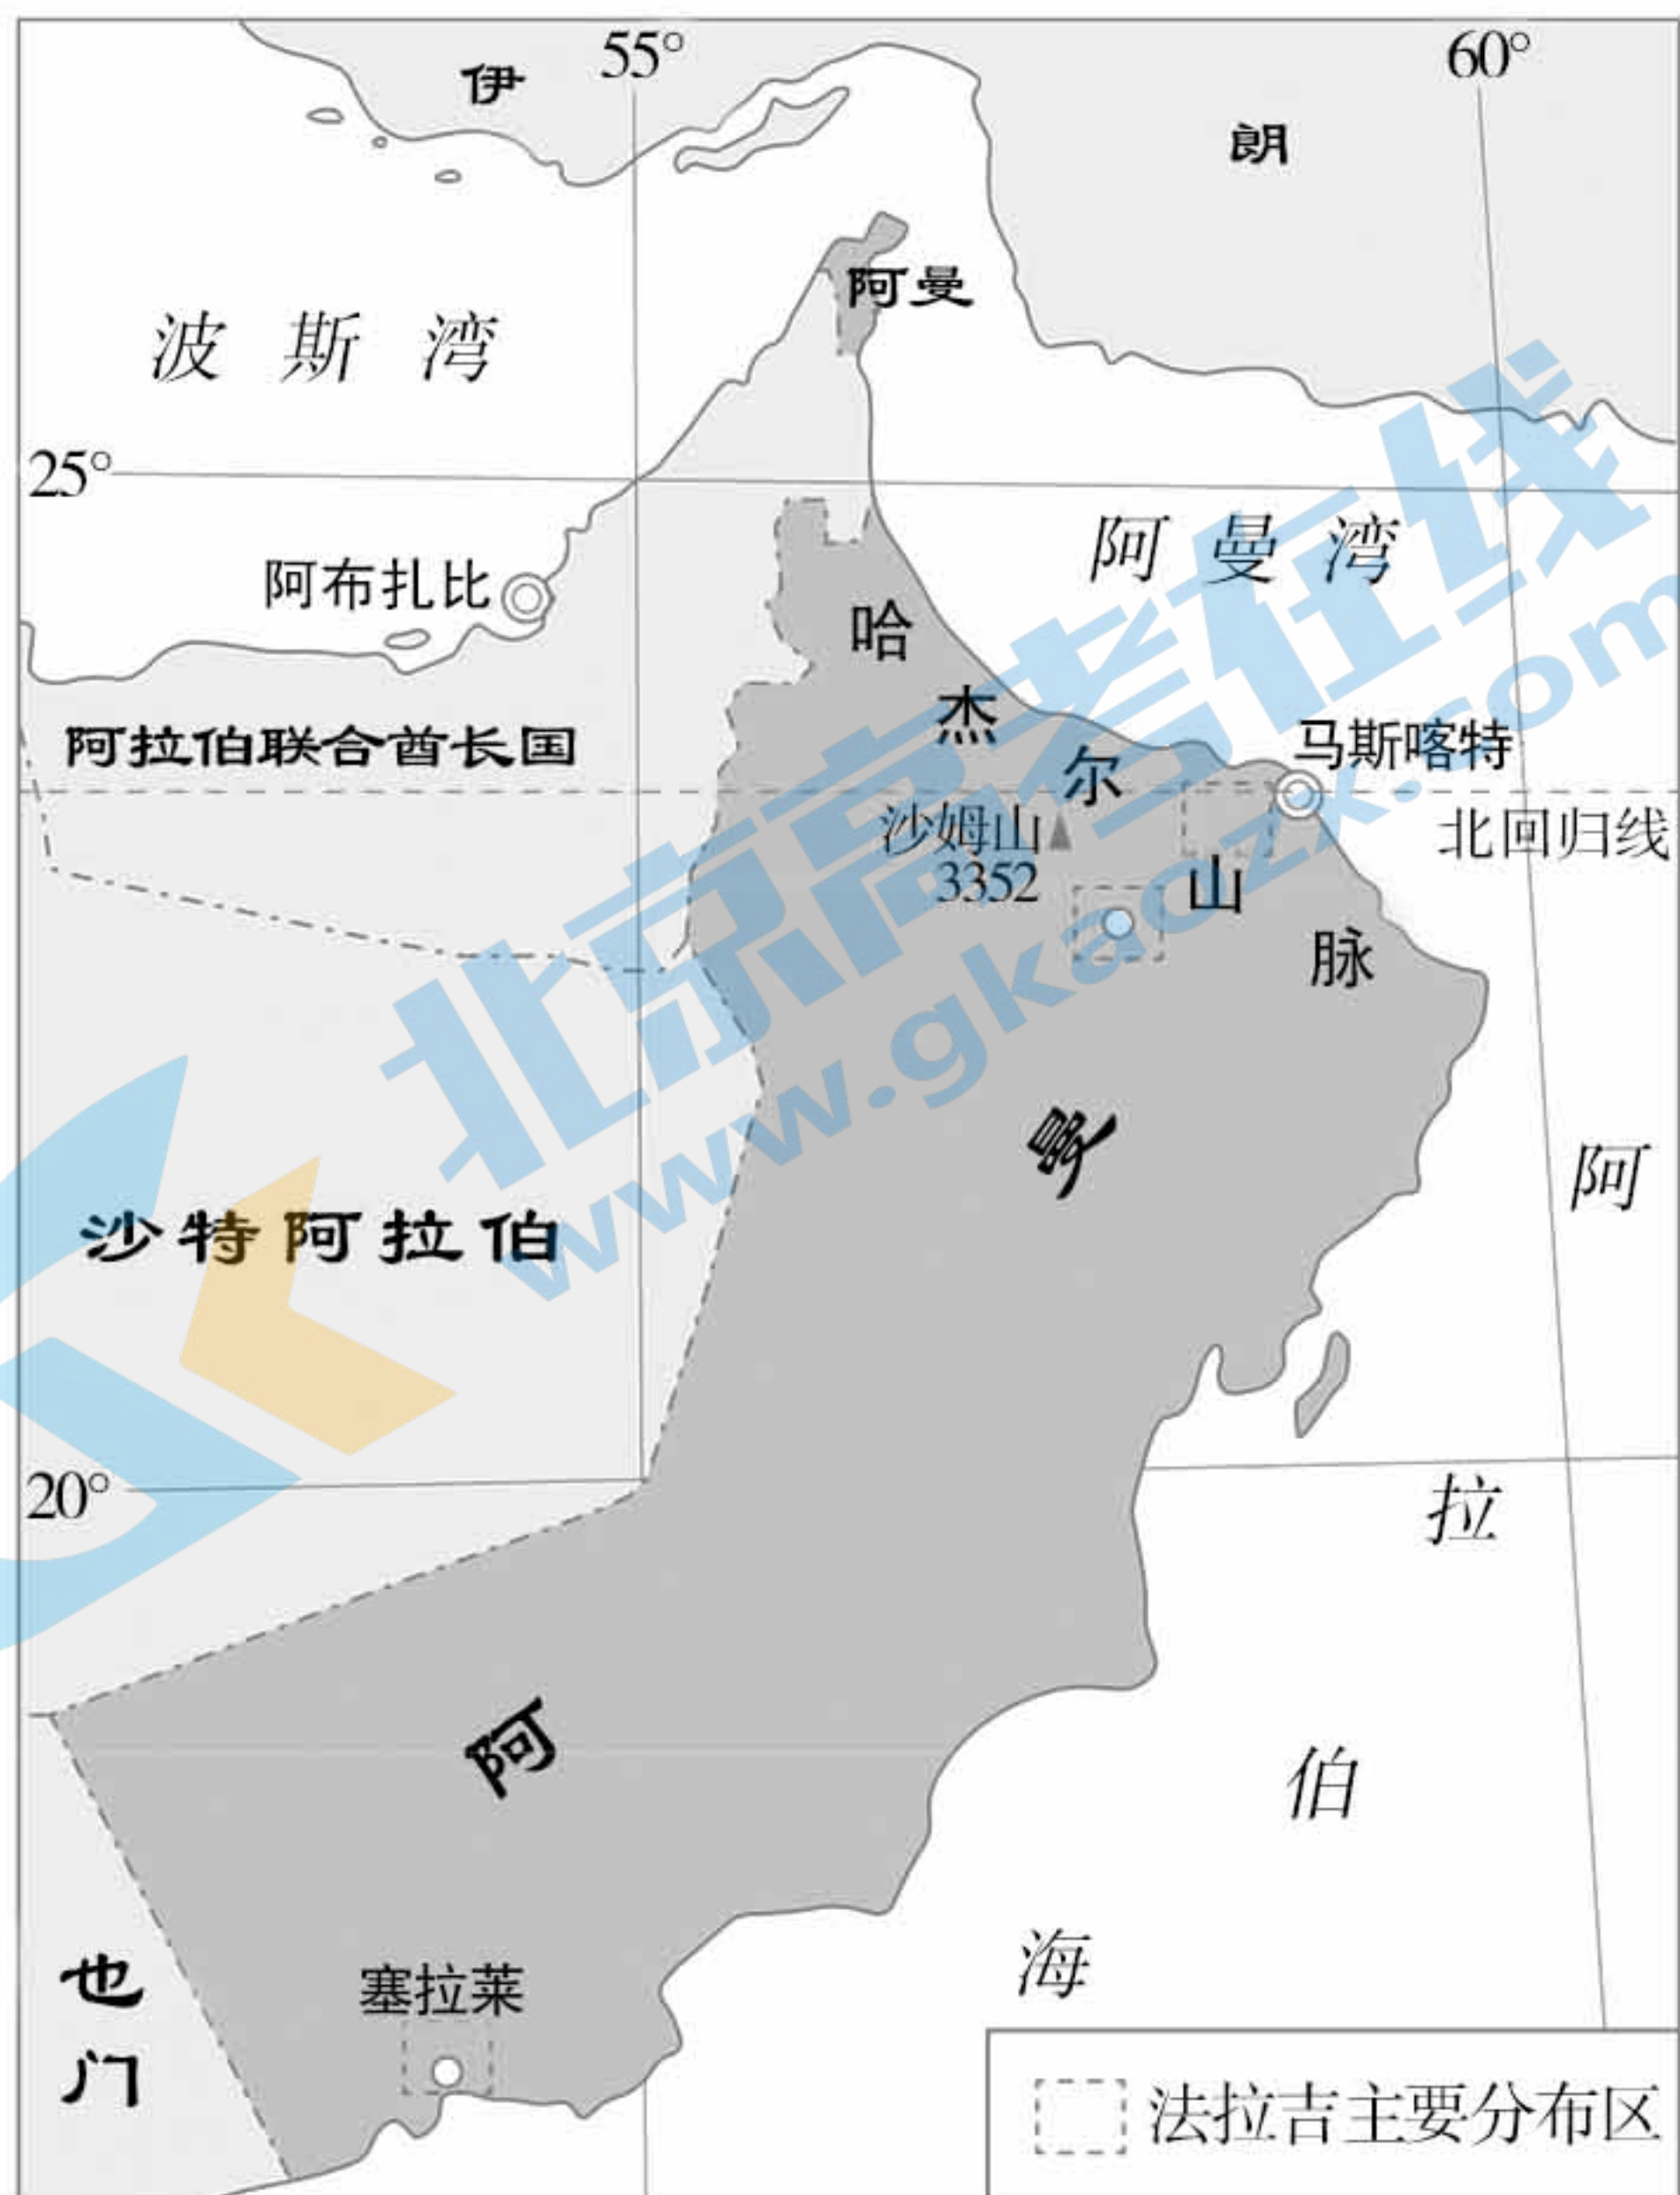 55°
60°
伊
朗
阿曼
波斯湾
25°
阿曼湾
阿布扎比
哈杰尔山脉
阿拉伯联合酋长国
马斯喀特
北回归线
沙姆山
3352
北京高考在线
www.gkaozx.com
沙特阿拉伯
阿曼
20°
阿拉伯海
也门
塞拉莱
法拉吉主要分布区